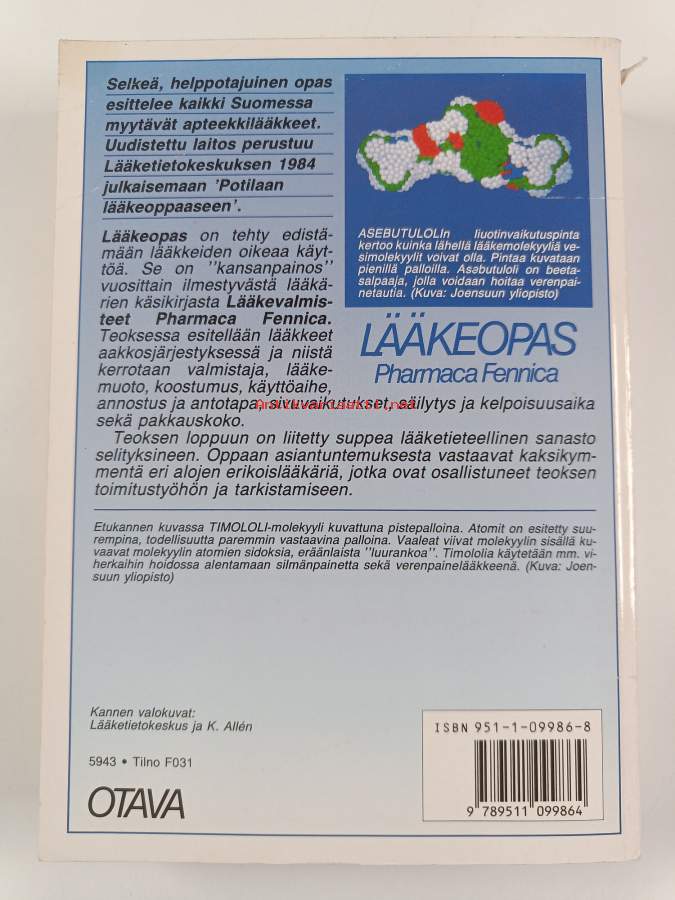 Selkeä, helppotajuinen opas
esittelee kaikki Suomessa
myytävät apteekkilääkkeet.
Uudistettu laitos perustuu
Lääketietokeskuksen 1984
julkaisemaan 'Potilaan
lääkeoppaaseen'.
Lääkeopas on tehty edistä-
mään lääkkeiden oikeaa käyt-
töä. Se on ''kansanpainos''
vuosittain ilmestyvästä lääkä-
rien käsikirjasta Lääkevalmis-
teet Pharmaca Fennica.
Teoksessa esitellään lääkkeet
aakkosjärjestyksessä ja niistä
kerrotaan valmistaja, lääke-
muoto, koostumus, käyttöaihe,
annostus ja antotapa, sivuvaikutukset, säilytys ja kelpoisuusaika
sekä pakkauskoko.
Teoksen loppuun on liitetty suppea lääketieteellinen sanasto
selityksineen. Oppaan asiantuntemuksesta vastaavat kaksikym-
mentä eri alojen erikoislääkäriä, jotka ovat osallistuneet teoksen
toimitustyöhön ja tarkistamiseen.
ASEBUTULOLIn liuotinvaikutuspinta
kertoo kuinka lähellä lääkemolekyyliä ve-
simolekyylit voivat olla. Pintaa kuvataan
pienillä palloilla. Asebutuloli on beeta-
salpaaja, jolla voidaan hoitaa verenpai-
netautia. (Kuva: Joensuun yliopisto)
LÄÄKEOPAS
Pharmaca Fennica
Antikvariaatti.net
Etukannen kuvassa TIMOLOLI-molekyyli kuvattuna pistepalloina. Atomit on esitetty suu-
rempina, todellisuutta paremmin vastaavina palloina. Vaaleat viivat molekyylin sisällä ku-
vaavat molekyylin atomien sidoksia, eräänlaista ''luurankoa''. Timololia käytetään mm. vi-
herkaihin hoidossa alentamaan silmänpainetta sekä verenpainelääkkeenä. (Kuva: Joen-
suun yliopisto)
Kannen valokuvat:
Lääketietokeskus ja K. Allén
5943 • Tilno F031
OTAVA
ISBN 951-1-09986-8
9 789511 099864